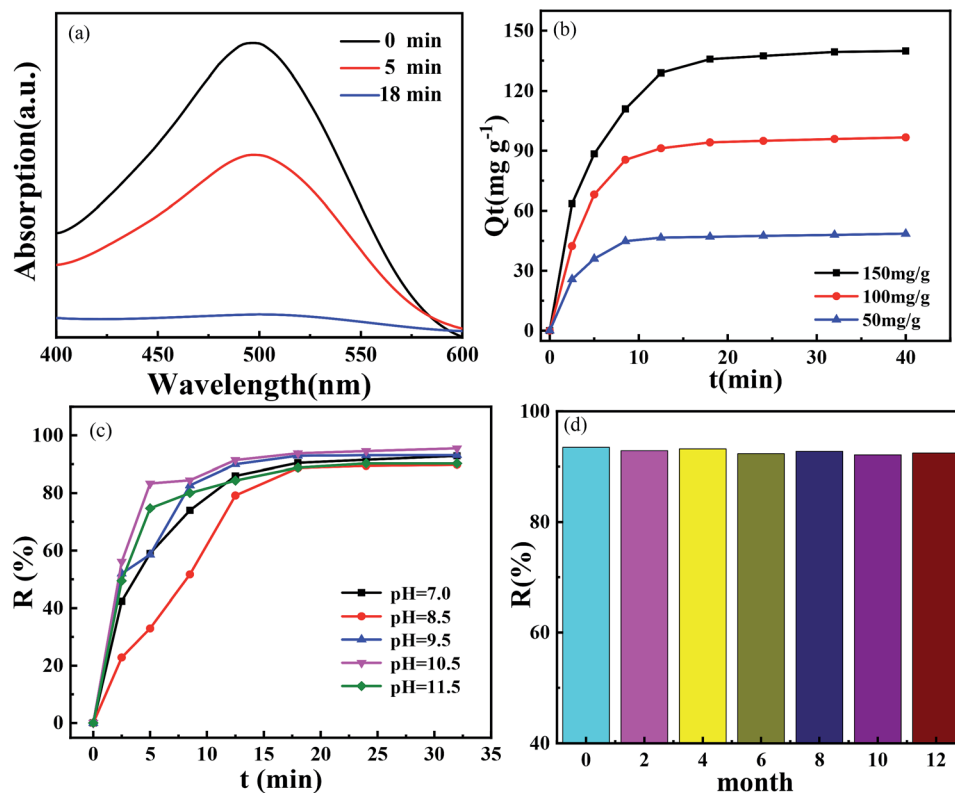 (a)
0 min
5 min
18 min
Absorption(a.u.)
400 450 500 550 600
Wavelength(nm)
(b)
150
120
90
60
30
0
Qt(mg g-1)
150mg/g
100mg/g
50mg/g
0 10 20 30 40
t(min)
(c)
100
80
60
40
20
0
R (%)
pH=7.0
pH=8.5
pH=9.5
pH=10.5
pH=11.5
0 5 10 15 20 25 30 35
t (min)
(d)
100
80
60
40
R(%)
0 2 4 6 8 10 12
month